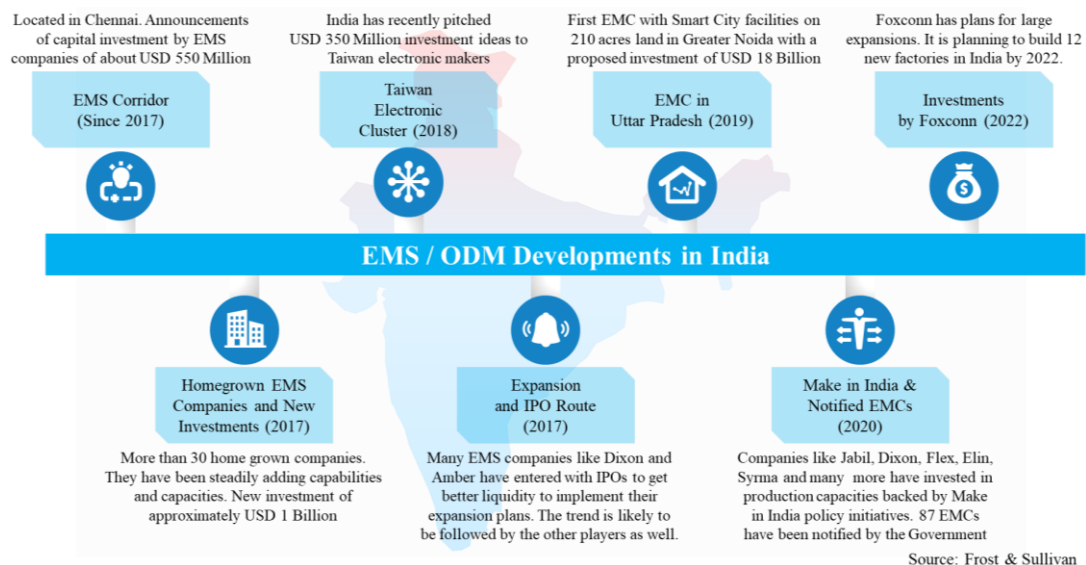 Located in Chennai. Announcements
of capital investment by EMS
companies of about USD 550 Million
EMS Corridor
(Since 2017)
India has recently pitched
USD 350 Million investment ideas to
Taiwan electronic makers
Taiwan
Electronic
Cluster (2018)
First EMC with Smart City facilities on
210 acres land in Greater Noida with a
proposed investment of USD 18 Billion
EMC in
Uttar Pradesh (2019)
Foxconn has plans for large
expansions. It is planning to build 12
new factories in India by 2022.
Investments
by Foxconn (2022)
EMS / ODM Developments in India
Homegrown EMS
Companies and New
Investments (2017)
More than 30 home grown companies.
They have been steadily adding capabilities
and capacities. New investment of
approximately USD 1 Billion
Expansion
and IPO Route
(2017)
Many EMS companies like Dixon and
Amber have entered with IPOs to get
better liquidity to implement their
expansion plans. The trend is likely to
be followed by the other players as well.
Make in India &
Notified EMCs
(2020)
Companies like Jabil, Dixon, Flex, Elin,
Syrma and many more have invested in
production capacities backed by Make
in India policy initiatives. 87 EMCs
have been notified by the Government
Source: Frost & Sullivan